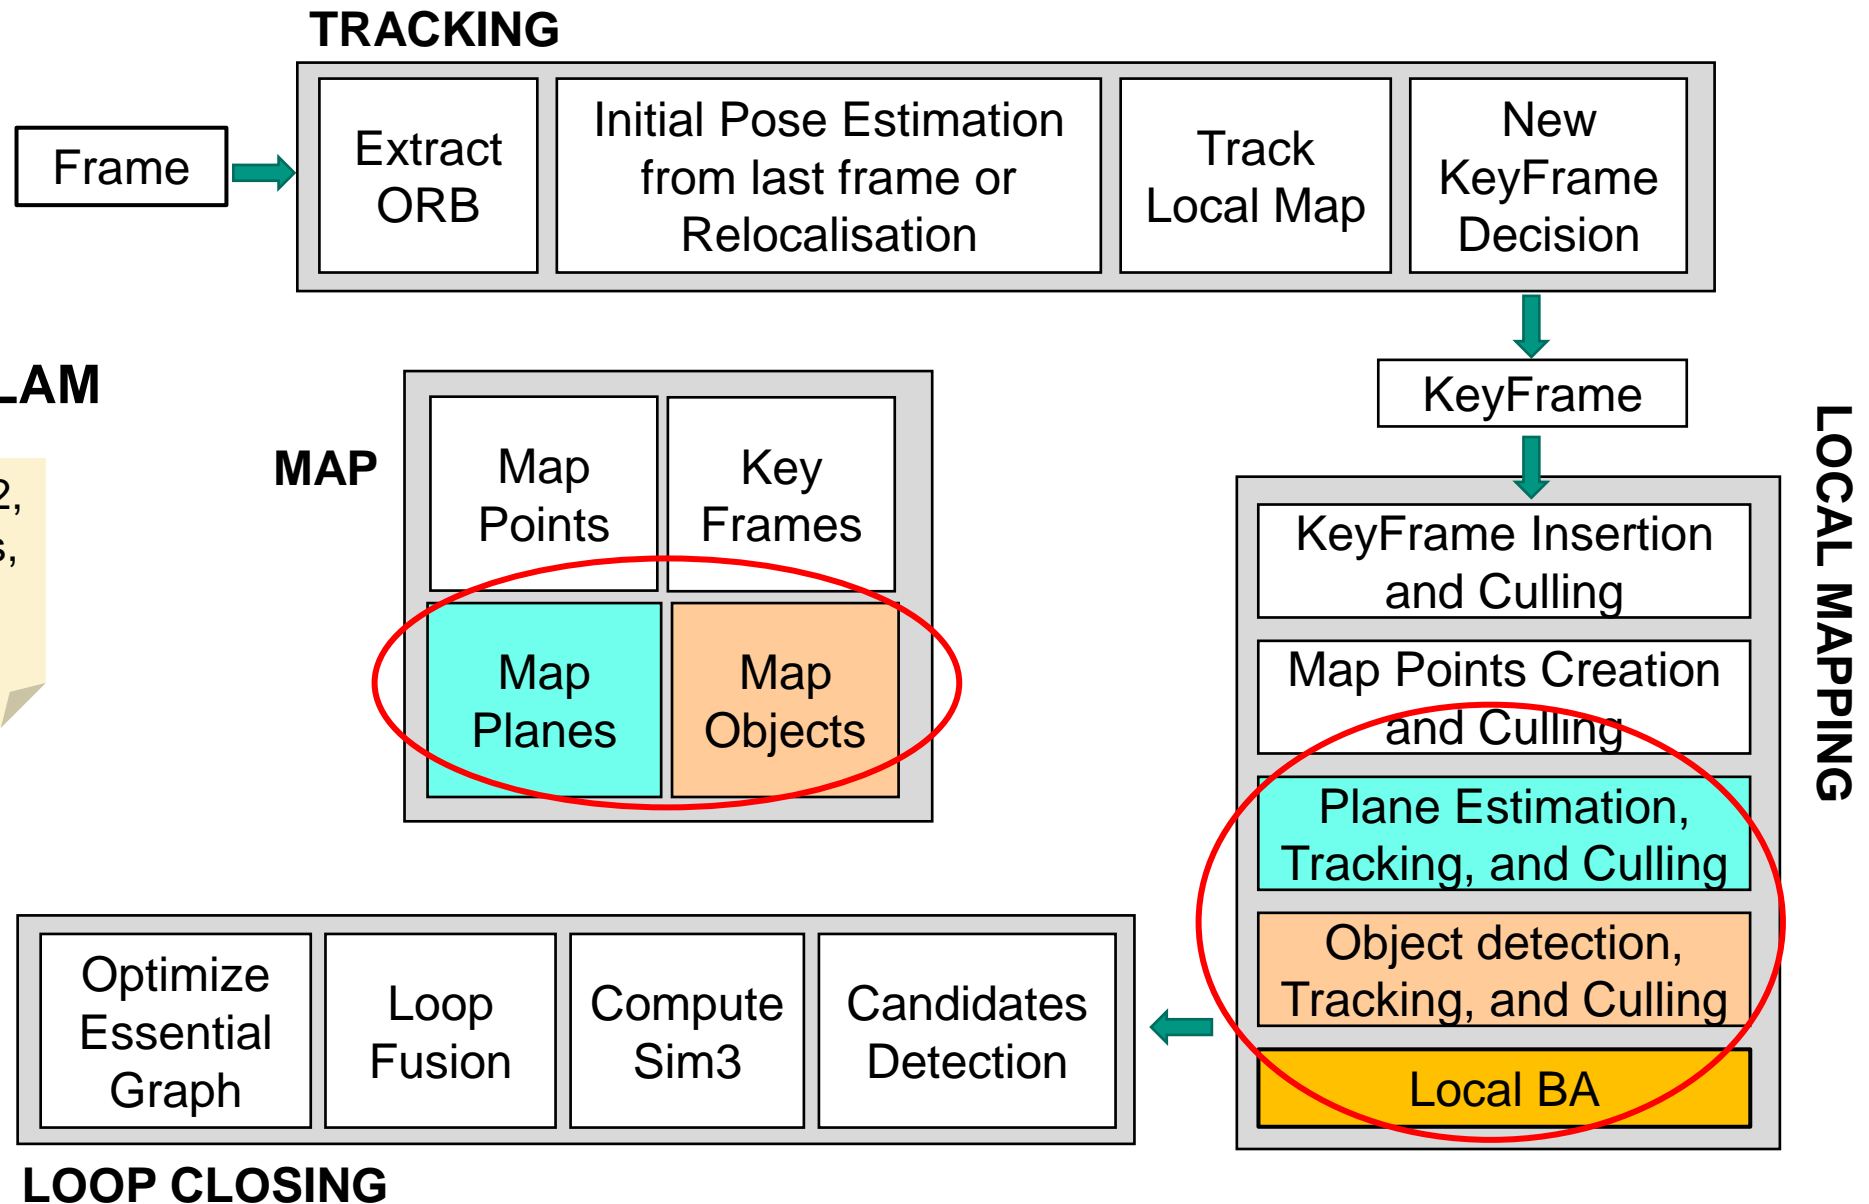 TRACKING
Frame
Extract
ORB
Initial Pose Estimation
from last frame or
Relocalisation
Track
Local Map
New
KeyFrame
Decision
KeyFrame
LAM
2,
s,
MAP
Map
Points
Key
Frames
Map
Planes
Map
Objects
LOCAL MAPPING
KeyFrame Insertion
and Culling
Map Points Creation
and Culling
Plane Estimation,
Tracking, and Culling
Object detection,
Tracking, and Culling
Local BA
Optimize
Essential
Graph
Loop
Fusion
Compute
Sim3
Candidates
Detection
LOOP CLOSING